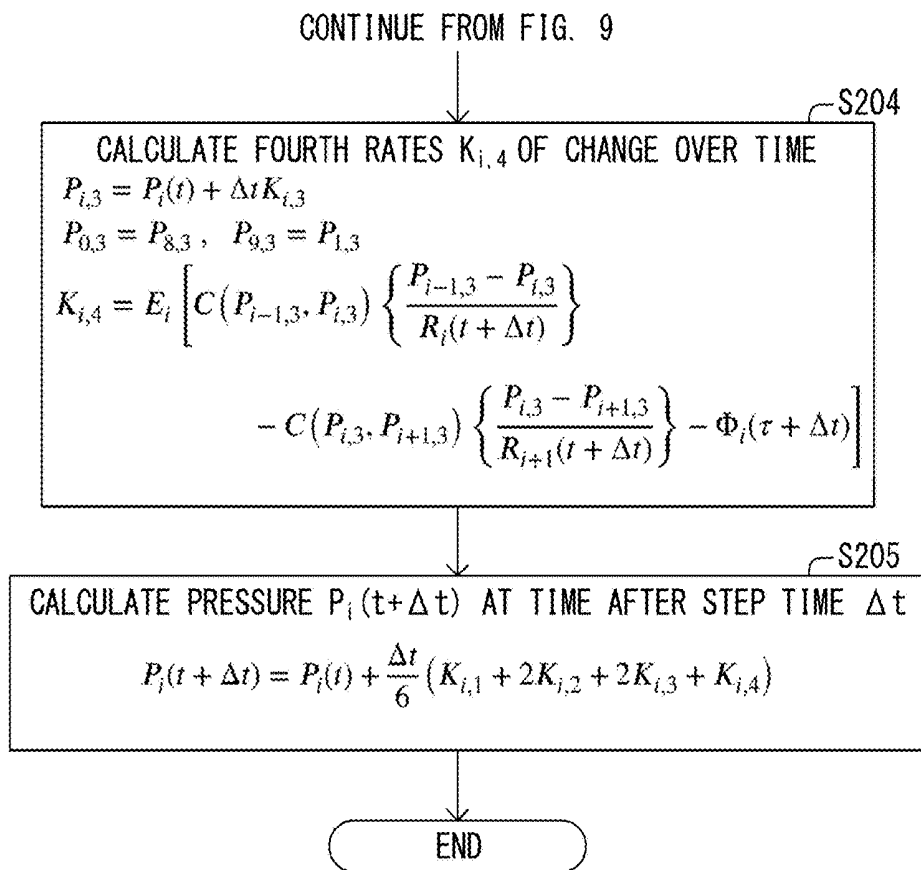 CONTINUE FROM FIG. 9
S204
CALCULATE FOURTH RATES K_{i,4} OF CHANGE OVER TIME
P_{i,3} = P_i(t) + ΔtK_{i,3}
P_{0,3} = P_{8,3} , P_{9,3} = P_{1,3}
K_{i,4} = E_i [ C(P_{i−1,3}, P_{i,3}) { \frac{P_{i−1,3} − P_{i,3}}{R_i(t + Δt)} }
− C(P_{i,3}, P_{i+1,3}) { \frac{P_{i,3} − P_{i+1,3}}{R_{i+1}(t + Δt)} } − Φ_i(τ + Δt) ]
S205
CALCULATE PRESSURE P_i(t+Δt) AT TIME AFTER STEP TIME Δt
P_i(t + Δt) = P_i(t) + \frac{Δt}{6} (K_{i,1} + 2K_{i,2} + 2K_{i,3} + K_{i,4})
END